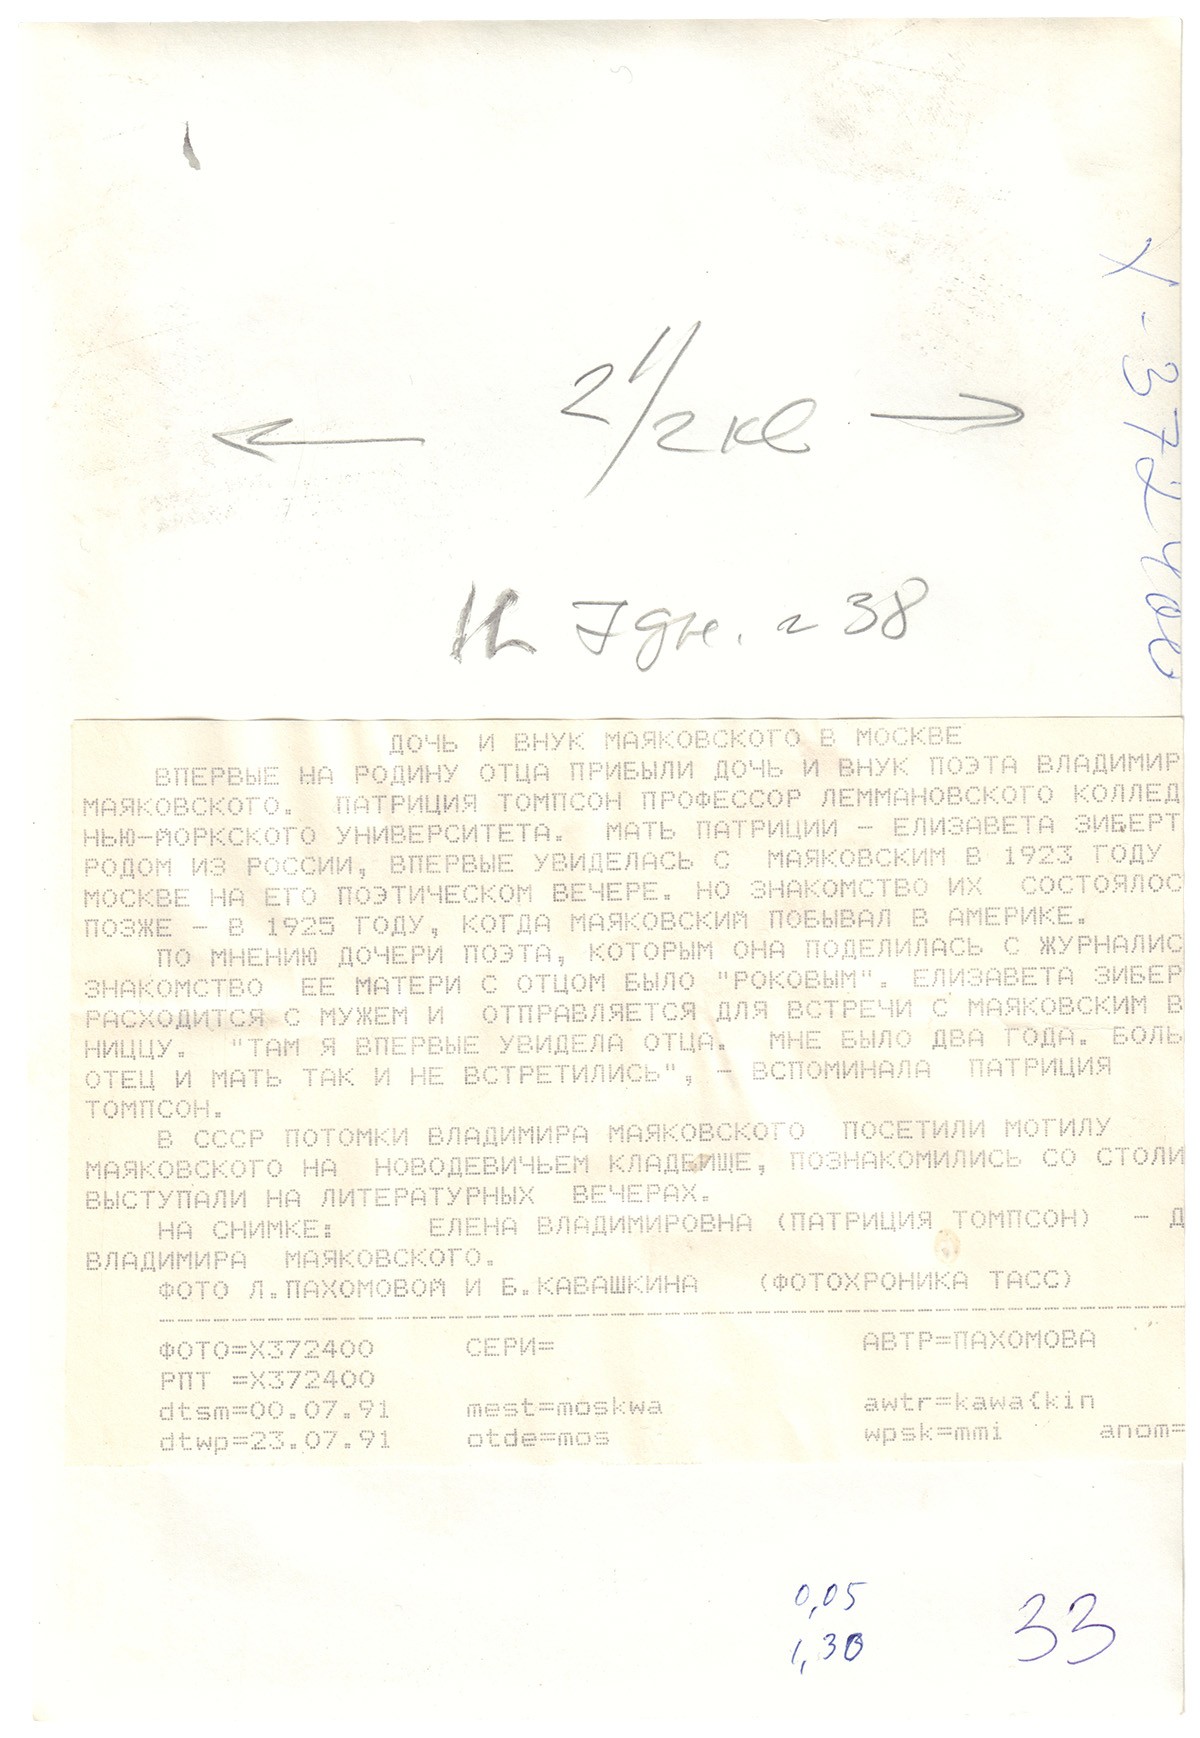 Х-372400
2 1/2 кв
7 дн. 38
ДОЧЬ И ВНУК МАЯКОВСКОГО В МОСКВЕ
ВПЕРВЫЕ НА РОДИНУ ОТЦА ПРИБЫЛИ ДОЧЬ И ВНУК ПОЭТА ВЛАДИМИР
МАЯКОВСКОГО. ПАТРИЦИЯ ТОМПСОН ПРОФЕССОР ЛЕММАНОВСКОГО КОЛЛЕД
НЬЮ-ЙОРКСКОГО УНИВЕРСИТЕТА. МАТЬ ПАТРИЦИИ - ЕЛИЗАВЕТА ЗИБЕРТ
РОДОМ ИЗ РОССИИ, ВПЕРВЫЕ УВИДЕЛАСЬ С МАЯКОВСКИМ В 1923 ГОДУ
МОСКВЕ НА ЕГО ПОЭТИЧЕСКОМ ВЕЧЕРЕ. НО ЗНАКОМСТВО ИХ СОСТОЯЛОС
ПОЗЖЕ - В 1925 ГОДУ, КОГДА МАЯКОВСКИЙ ПОБЫВАЛ В АМЕРИКЕ.
ПО МНЕНИЮ ДОЧЕРИ ПОЭТА, КОТОРЫМ ОНА ПОДЕЛИЛАСЬ С ЖУРНАЛИС
ЗНАКОМСТВО ЕЕ МАТЕРИ С ОТЦОМ БЫЛО "РОКОВЫМ". ЕЛИЗАВЕТА ЗИБЕР
РАСХОДИТСЯ С МУЖЕМ И ОТПРАВЛЯЕТСЯ ДЛЯ ВСТРЕЧИ С МАЯКОВСКИМ В
НИЦЦУ. "ТАМ Я ВПЕРВЫЕ УВИДЕЛА ОТЦА. МНЕ БЫЛО ДВА ГОДА. БОЛЬ
ОТЕЦ И МАТЬ ТАК И НЕ ВСТРЕТИЛИСЬ", - ВСПОМИНАЛА ПАТРИЦИЯ
ТОМПСОН.
В СССР ПОТОМКИ ВЛАДИМИРА МАЯКОВСКОГО ПОСЕТИЛИ МОГИЛУ
МАЯКОВСКОГО НА НОВОДЕВИЧЬЕМ КЛАДБИЩЕ, ПОЗНАКОМИЛИСЬ СО СТОЛИ
ВЫСТУПАЛИ НА ЛИТЕРАТУРНЫХ ВЕЧЕРАХ.
НА СНИМКЕ: ЕЛЕНА ВЛАДИМИРОВНА (ПАТРИЦИЯ ТОМПСОН) - Д
ВЛАДИМИРА МАЯКОВСКОГО.
ФОТО Л.ПАХОМОВОЙ И Б.КАВАШКИНА (ФОТОХРОНИКА ТАСС)
ФОТО=Х372400 СЕРИ= АВТР=ПАХОМОВА
РПТ =Х372400
dtsm=00.07.91 mest=moskwa awtr=kawa{kin
dtwp=23.07.91 otde=mos wpsk=mmi anom=
0,05
1,30
33